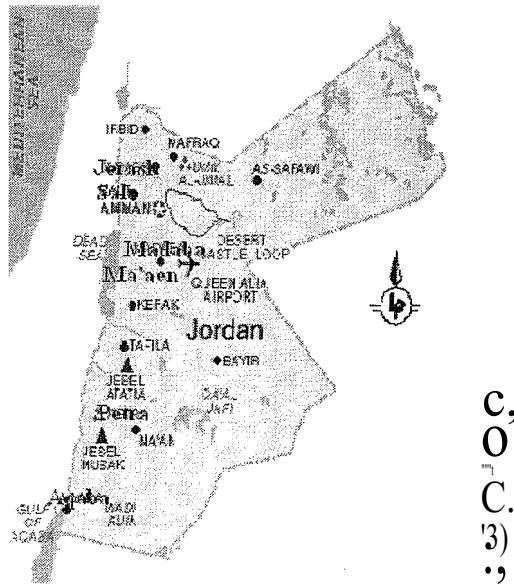 MEDITERRANEAN
SEA
IRBID
MAFRAQ
Jerash
UMM
AL-JIMAL
AS-SAFAWI
Salt
AMMAN
DEAD
SEA
Madaba
DESERT
CASTLE LOOP
Ma'aen
QUEEN ALIA
AIRPORT
KERAK
Jordan
TAFILA
BAYIR
JEBEL
ATATIA
Petra
MA'AN
JEBEL
MUBAK
Aqaba
GULF
OF
AQABA
WADI
RUM
c,
O
C.
'3)